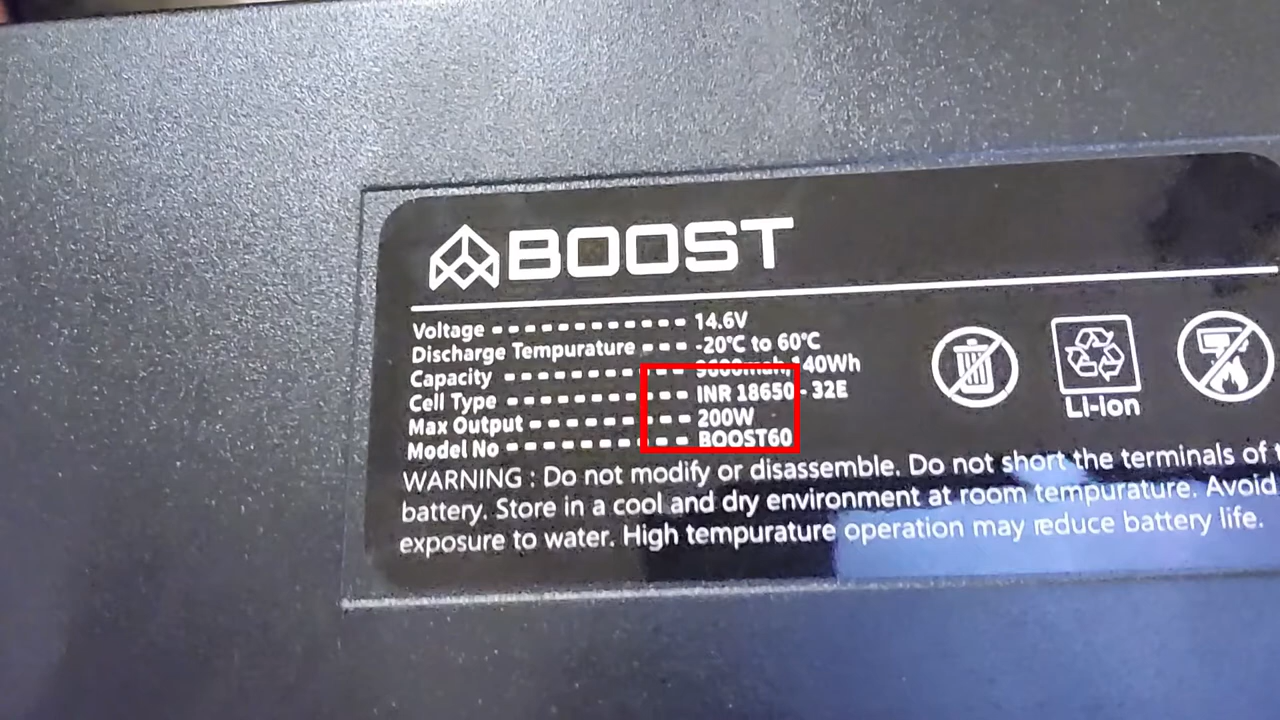 BOOST
Voltage ------------ 14.6V
Discharge Tempurature --- -20°C to 60°C
Capacity ----------- 9600mah, 140Wh
Cell Type ----------- INR 18650 - 32E
Max Output ---------- 200W
Model No ----------- BOOST60
Li-ion
WARNING : Do not modify or disassemble. Do not short the terminals of
battery. Store in a cool and dry environment at room tempurature. Avoid
exposure to water. High tempurature operation may reduce battery life.